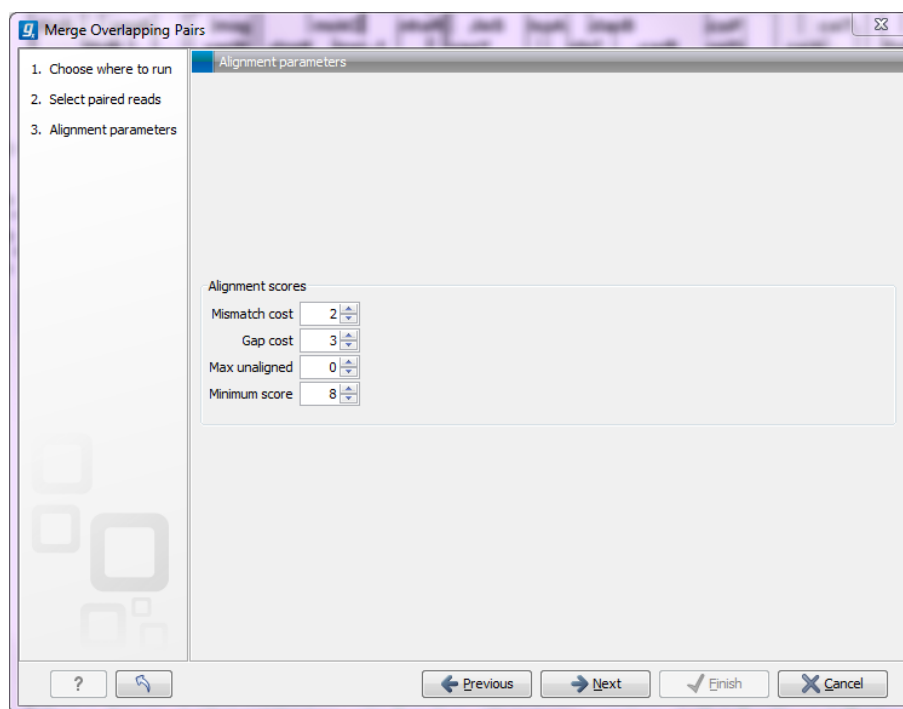 Merge Overlapping Pairs
1. Choose where to run
2. Select paired reads
3. Alignment parameters
Alignment parameters
Alignment scores
Mismatch cost 2
Gap cost 3
Max unaligned 0
Minimum score 8
?
Previous
Next
Finish
Cancel